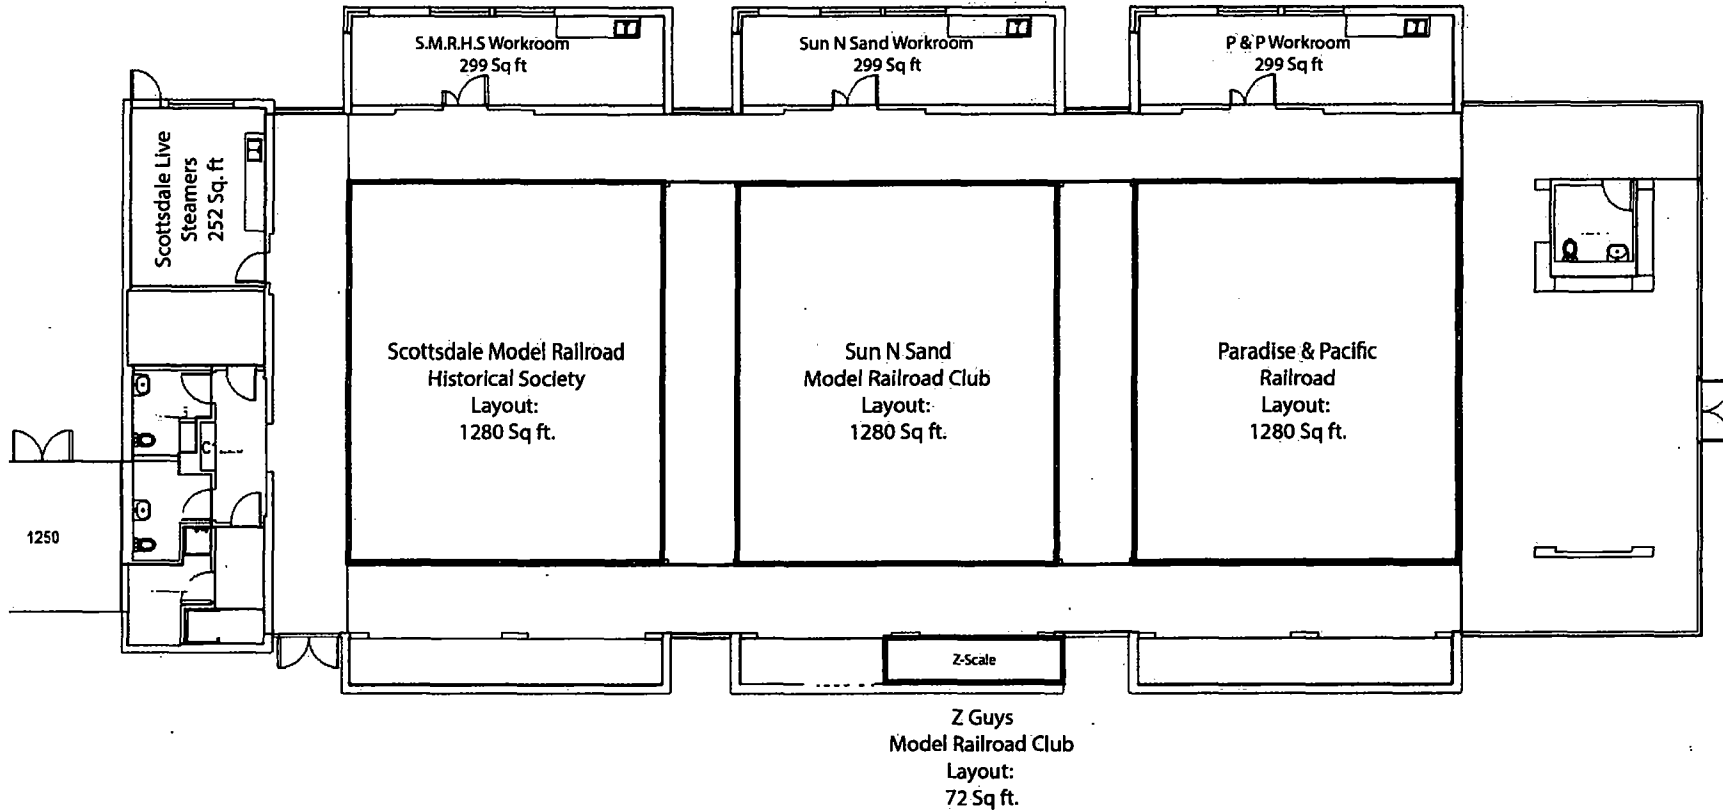 S.M.R.H.S Workroom
299 Sq ft
Sun N Sand Workroom
299 Sq ft
P & P Workroom
299 Sq ft
Scottsdale Live
Steamers
252 Sq. ft
Scottsdale Model Railroad
Historical Society
Layout:
1280 Sq ft.
Sun N Sand
Model Railroad Club
Layout:
1280 Sq ft.
Paradise & Pacific
Railroad
Layout:
1280 Sq ft.
1250
Z-Scale
Z Guys
Model Railroad Club
Layout:
72 Sq ft.